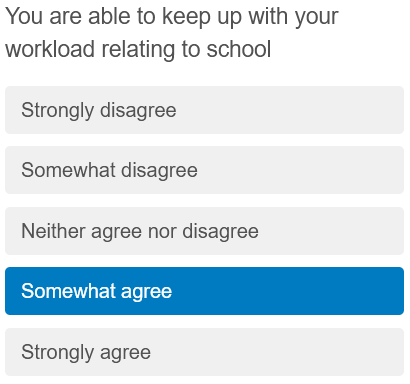 You are able to keep up with your
workload relating to school
Strongly disagree
Somewhat disagree
Neither agree nor disagree
Somewhat agree
Strongly agree